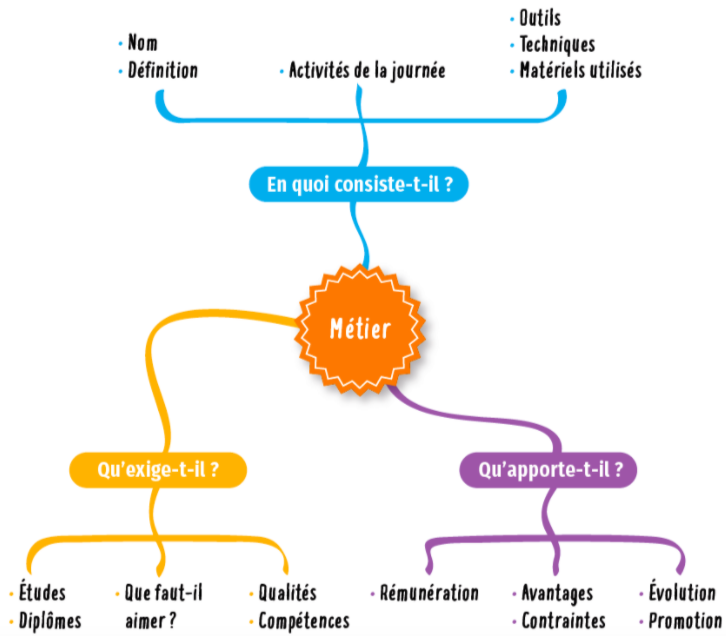 · Nom
· Définition
· Activités de la journée
· Outils
· Techniques
· Matériels utilisés
En quoi consiste-t-il ?
Métier
Qu'exige-t-il ?
· Études
· Diplômes
· Que faut-il
aimer ?
· Qualités
· Compétences
Qu'apporte-t-il ?
· Rémunération
· Avantages
· Contraintes
· Évolution
· Promotion